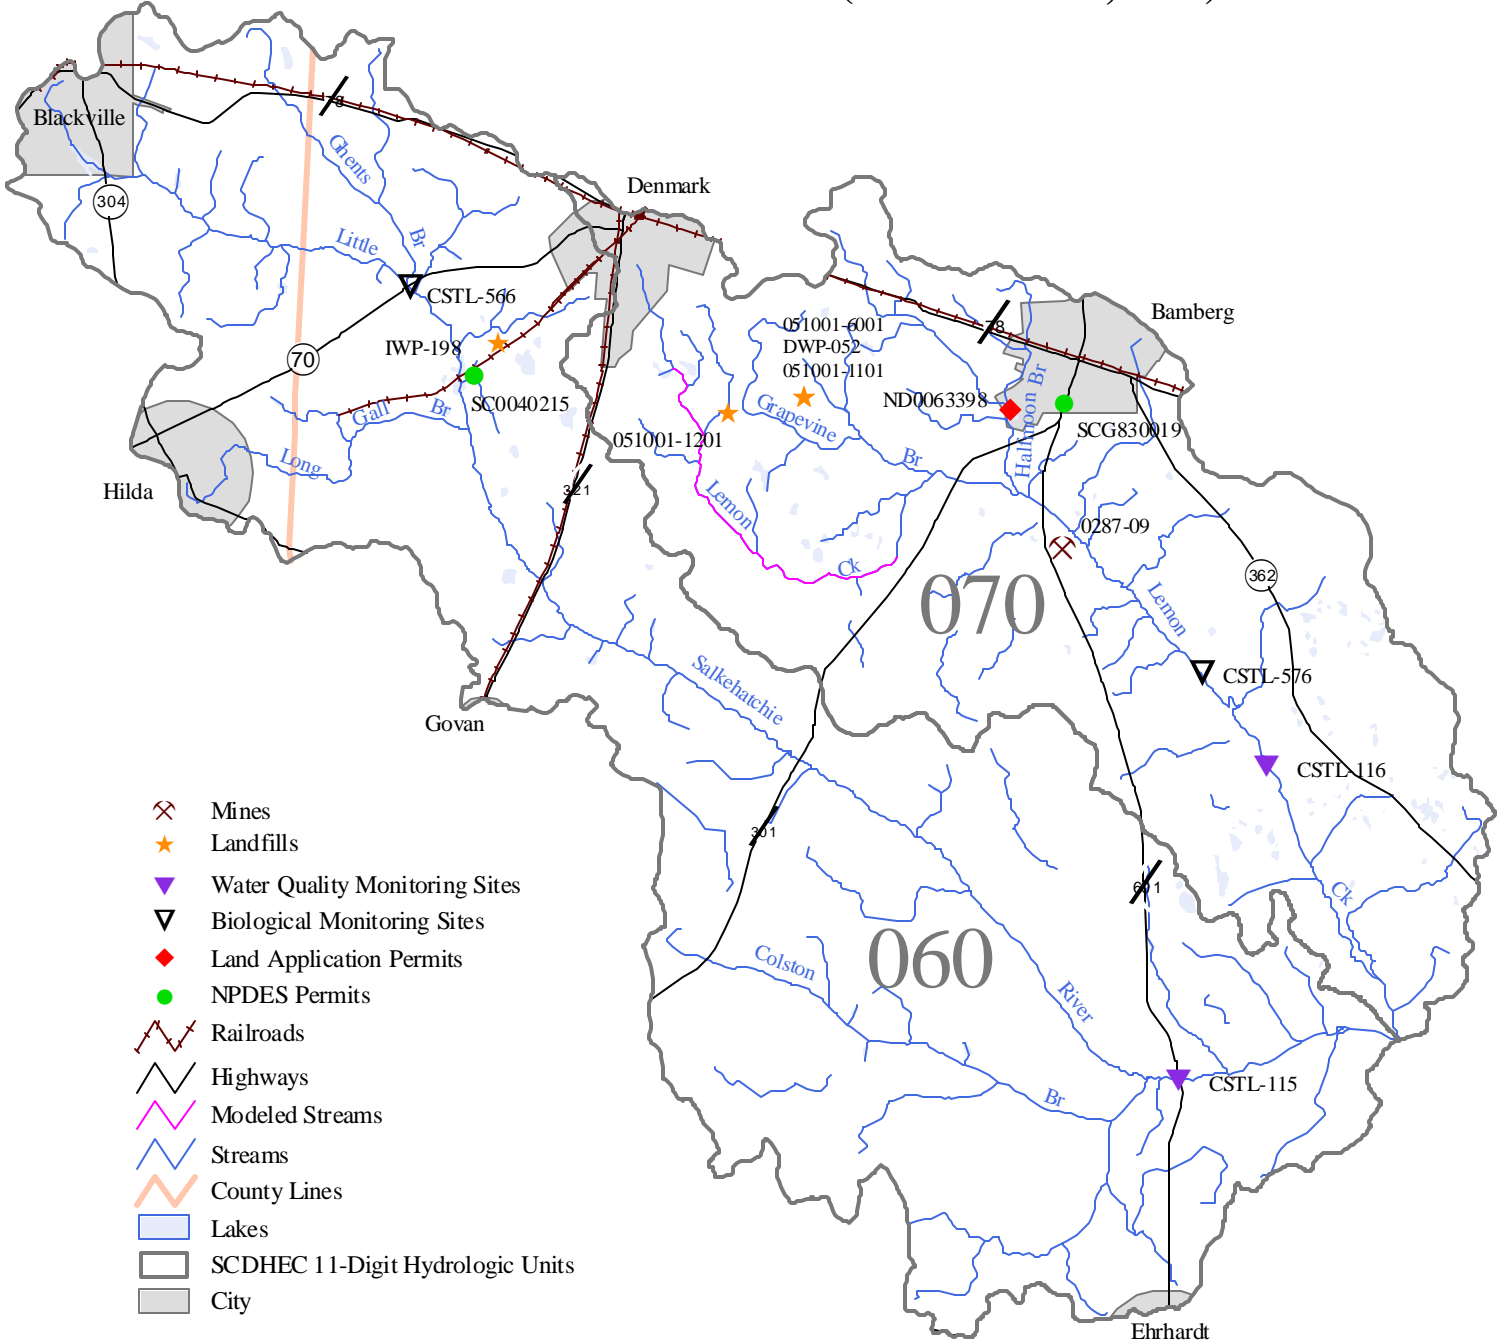 78
Blackville
Ghents
Denmark
304
Little
Br
CSTL-566
Bamberg
051001-6001
78
IWP-198
DWP-052
70
051001-1101
ND0063398
Halfmoon Br
SC0040215
Gall
Br
Grapevine
SCG830019
051001-1201
Long
Br
Hilda
321
Lemon
0287-09
Ck
070
362
Lemon
Salkehatchie
CSTL-576
Govan
CSTL-116
301
601
Ck
060
Colston
River
CSTL-115
Br
Ehrhardt
Mines
Landfills
Water Quality Monitoring Sites
Biological Monitoring Sites
Land Application Permits
NPDES Permits
Railroads
Highways
Modeled Streams
Streams
County Lines
Lakes
SCDHEC 11-Digit Hydrologic Units
City